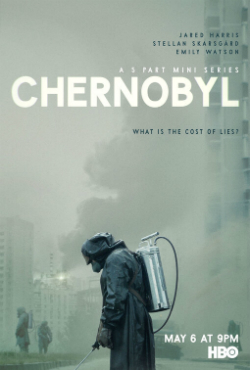 JARED HARRIS
STELLAN SKARSGÅRD
EMILY WATSON
A 5 PART MINI SERIES
CHERNOBYL
WHAT IS THE COST OF LIES?
MAY 6 AT 9PM
HBO